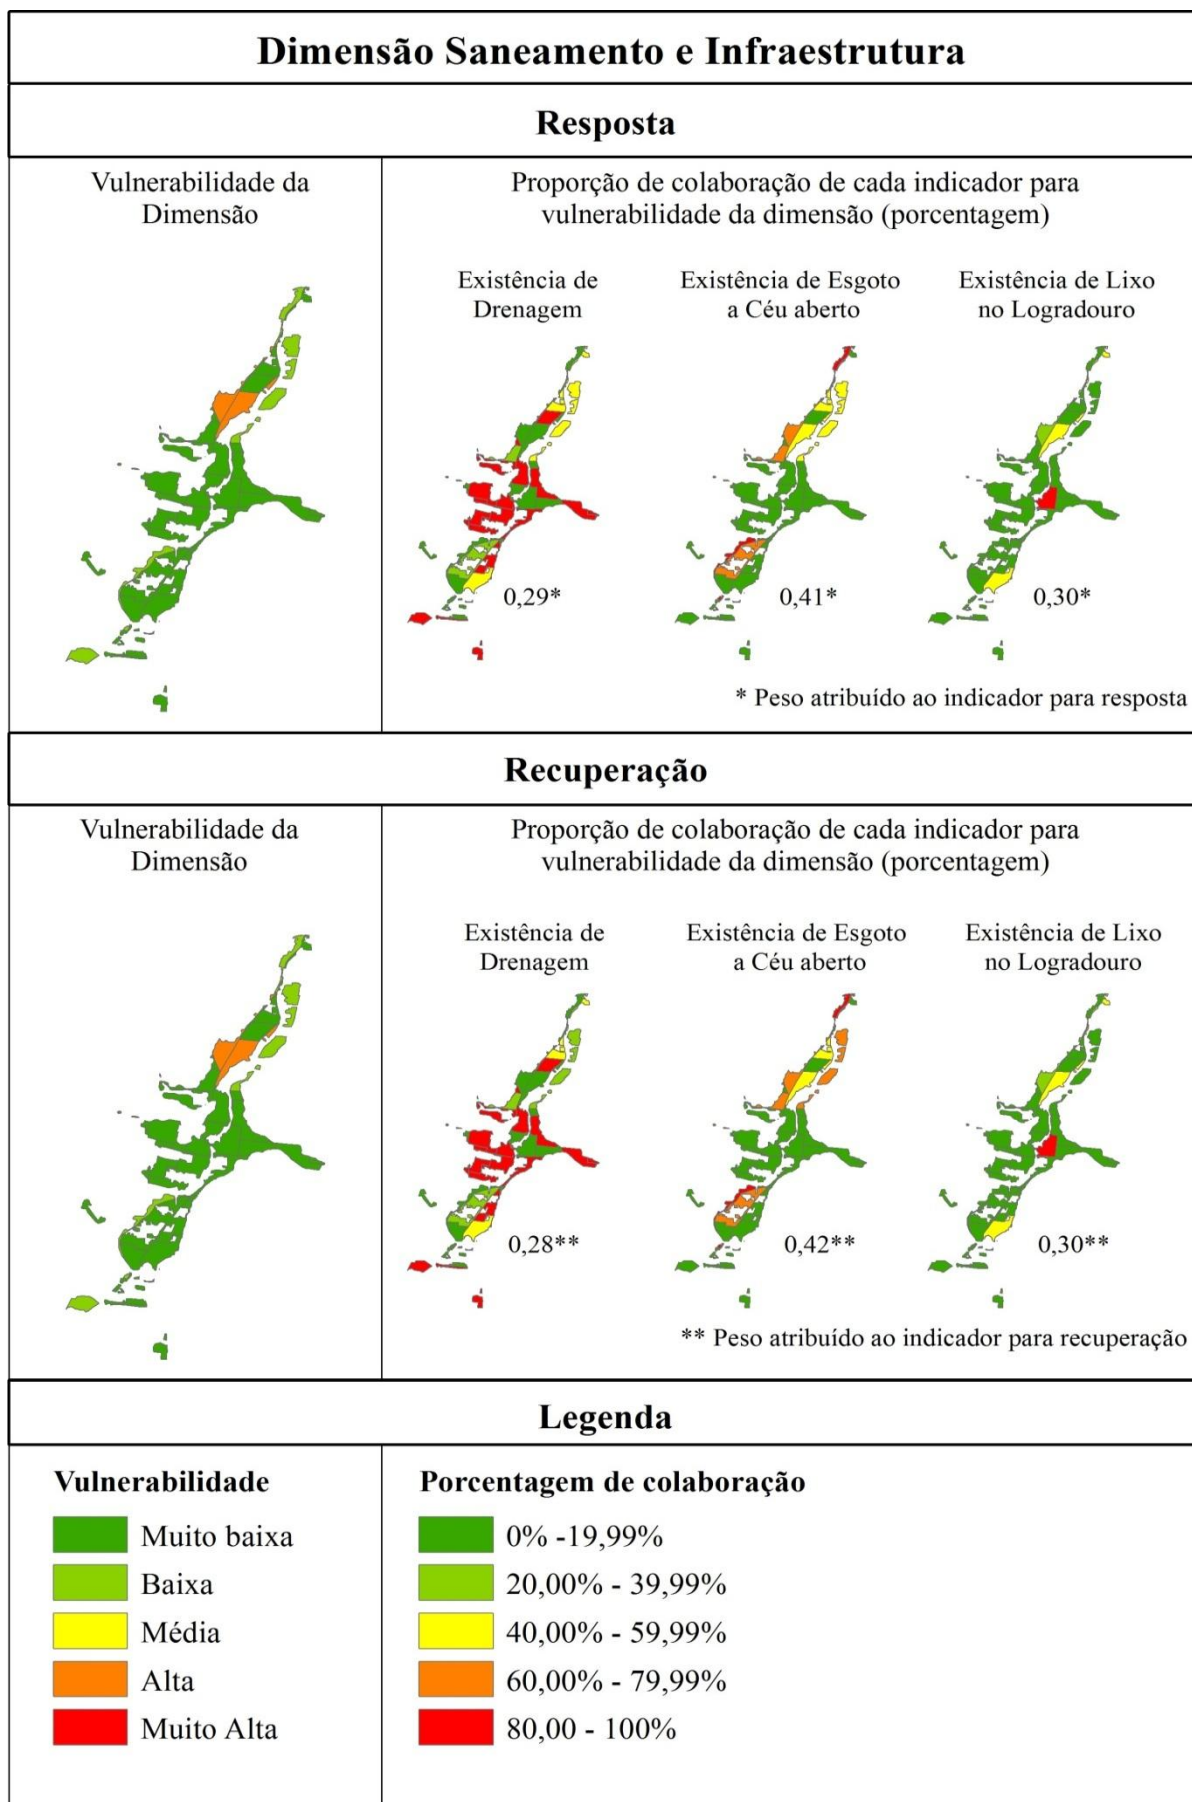 Dimensão Saneamento e Infraestrutura
Resposta
Vulnerabilidade da
Dimensão
Proporção de colaboração de cada indicador para
vulnerabilidade da dimensão (porcentagem)
Existência de
Drenagem
Existência de Esgoto
a Céu aberto
Existência de Lixo
no Logradouro
0,29*
0,41*
0,30*
* Peso atribuído ao indicador para resposta
Recuperação
Vulnerabilidade da
Dimensão
Proporção de colaboração de cada indicador para
vulnerabilidade da dimensão (porcentagem)
Existência de
Drenagem
Existência de Esgoto
a Céu aberto
Existência de Lixo
no Logradouro
0,28**
0,42**
0,30**
** Peso atribuído ao indicador para recuperação
Legenda
Vulnerabilidade
Muito baixa
Baixa
Média
Alta
Muito Alta
Porcentagem de colaboração
0% -19,99%
20,00% - 39,99%
40,00% - 59,99%
60,00% - 79,99%
80,00 - 100%